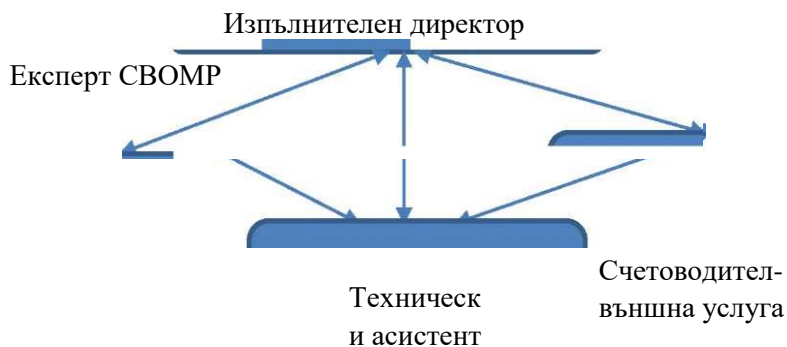 Изпълнителен директор
Експерт СВОМР
Счетоводител-
външна услуга
Техническ
и асистент